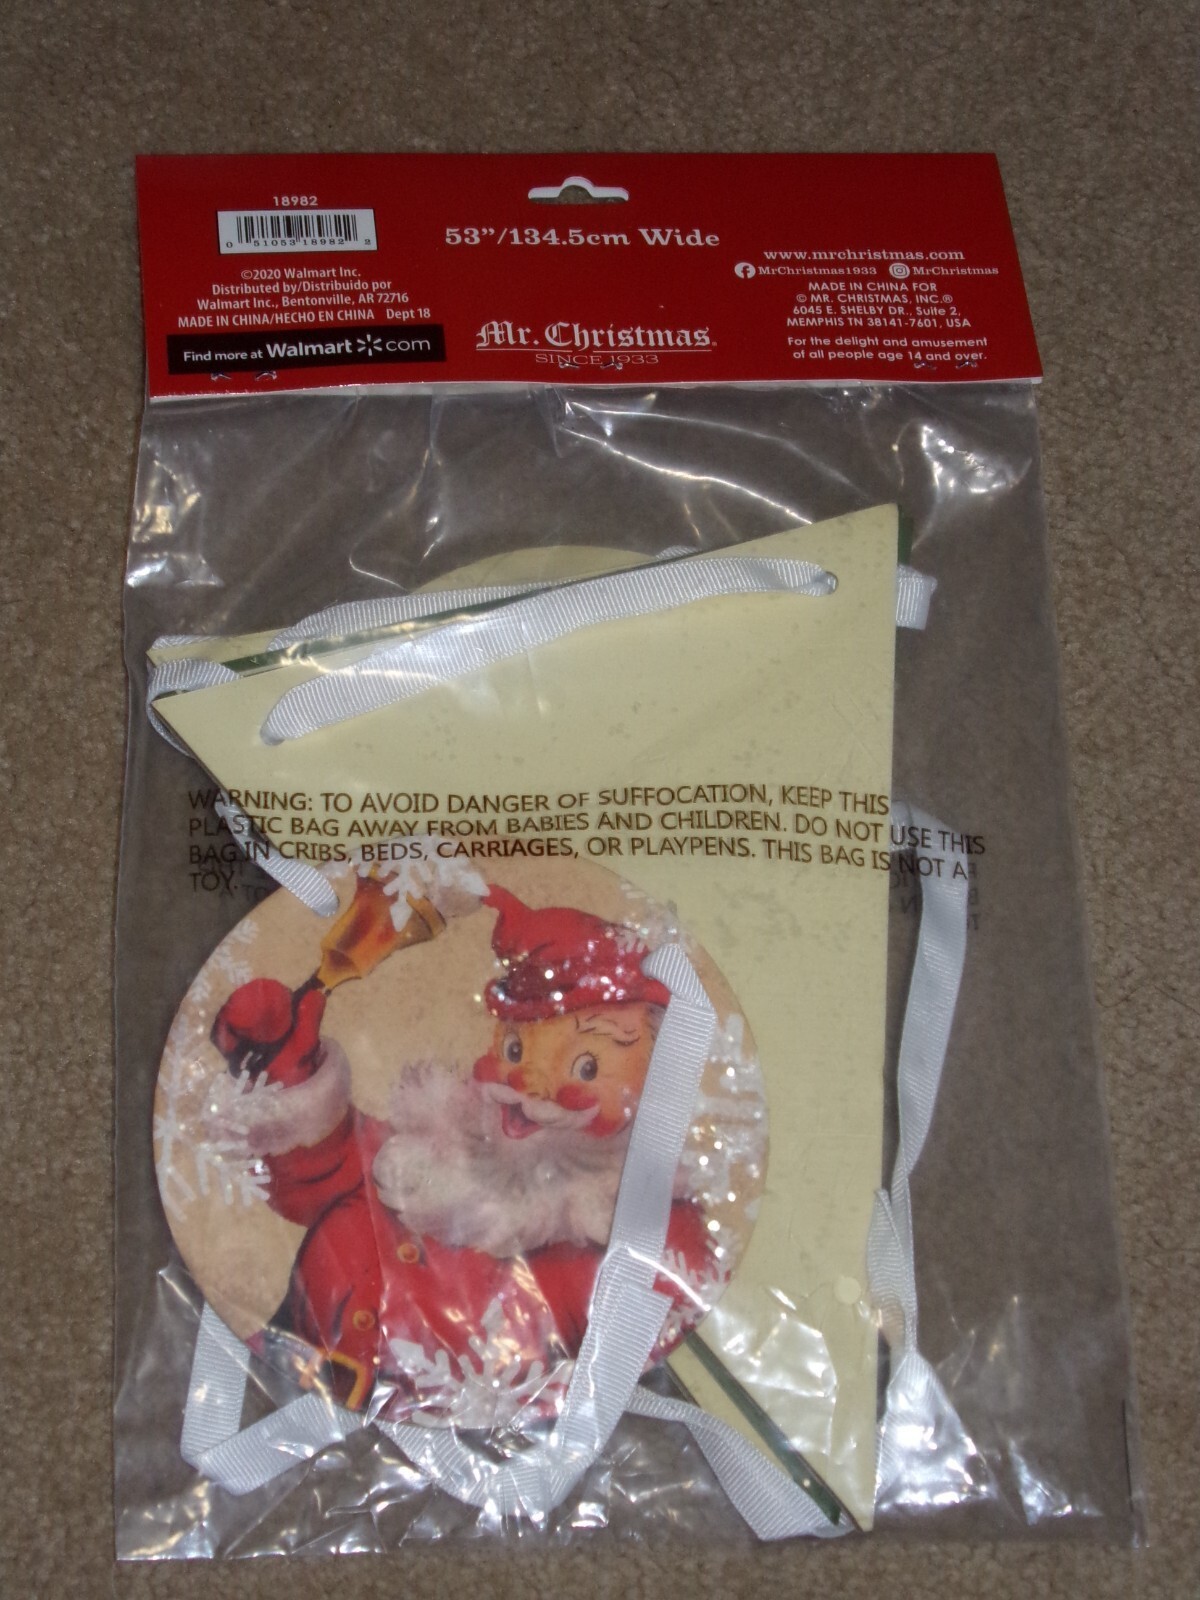 18982
0 51053 18982 2
©2020 Walmart Inc.
Distributed by/Distribuido por
Walmart Inc., Bentonville, AR 72716
MADE IN CHINA/HECHO EN CHINA Dept 18
Find more at Walmart com
53”/134.5cm Wide
Mr. Christmas®
SINCE 1933
www.mrchristmas.com
MrChristmas1933 MrChristmas
MADE IN CHINA FOR
© MR. CHRISTMAS, INC.®
6045 E. SHELBY DR., Suite 2,
MEMPHIS TN 38141-7601, USA
For the delight and amusement
of all people age 14 and over.
WARNING: TO AVOID DANGER OF SUFFOCATION, KEEP THIS
PLASTIC BAG AWAY FROM BABIES AND CHILDREN. DO NOT USE THIS
BAG IN CRIBS, BEDS, CARRIAGES, OR PLAYPENS. THIS BAG IS NOT A
TOY.